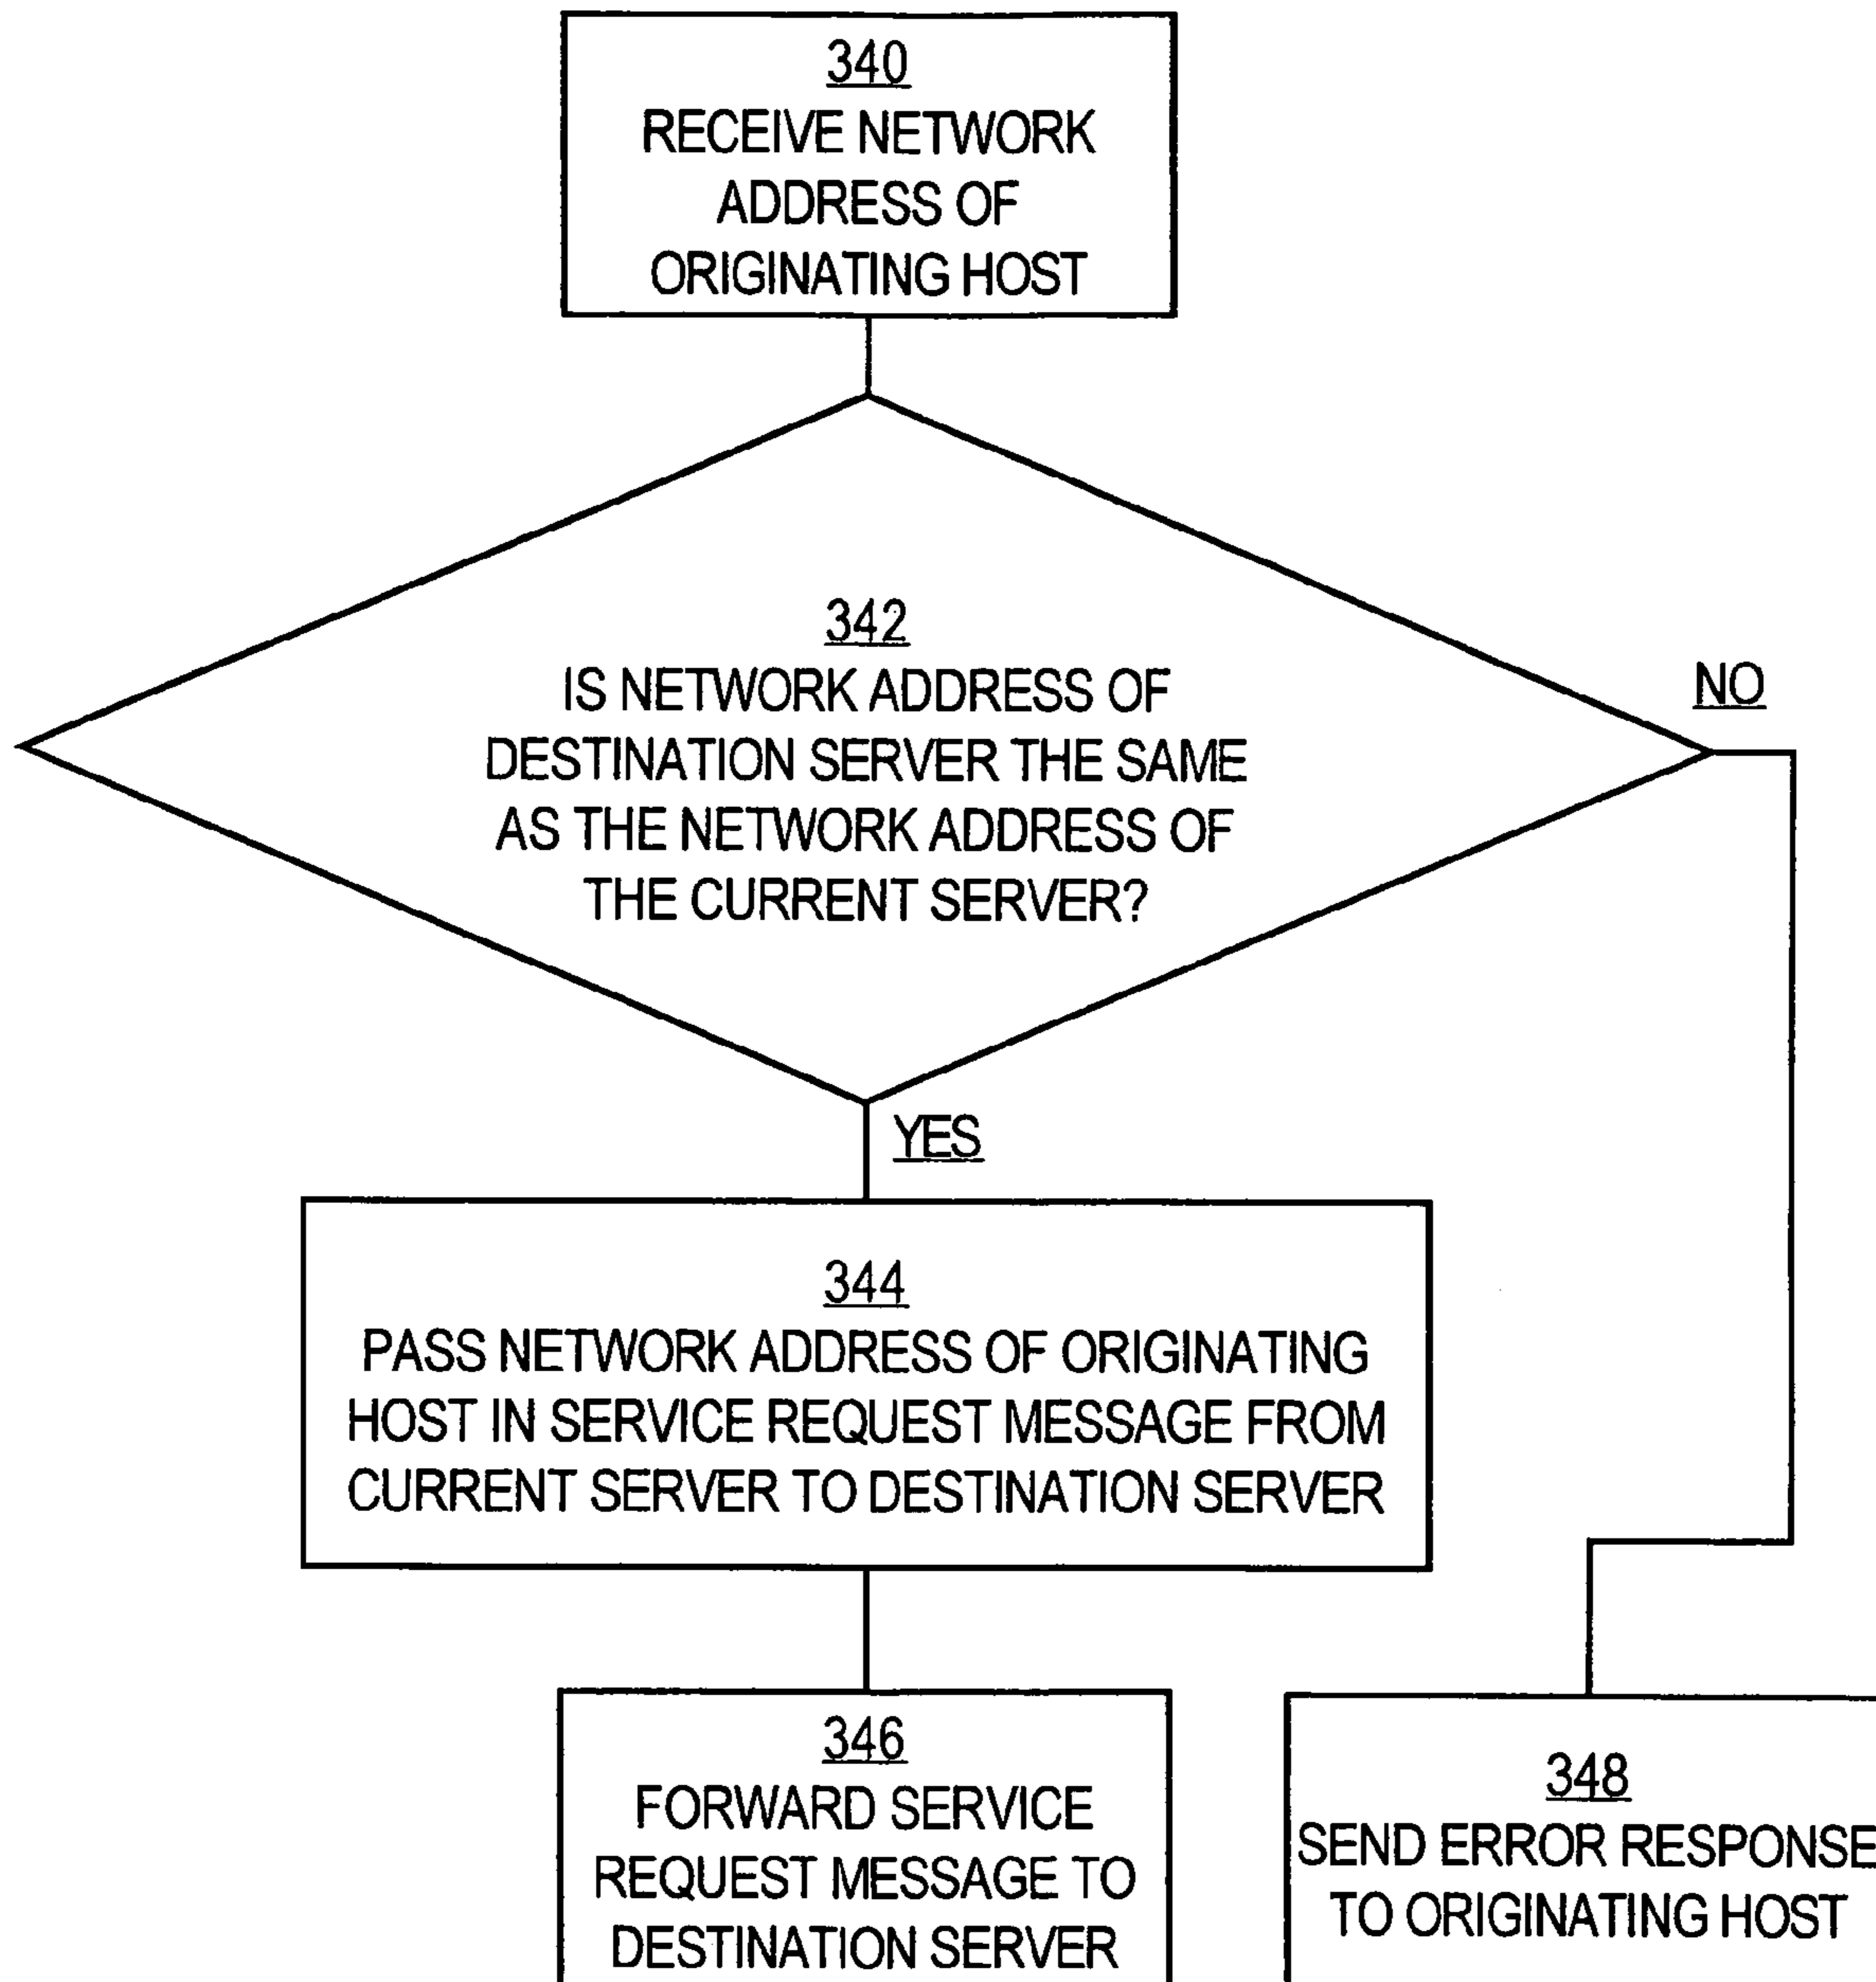 340
RECEIVE NETWORK
ADDRESS OF
ORIGINATING HOST
342
IS NETWORK ADDRESS OF
DESTINATION SERVER THE SAME
AS THE NETWORK ADDRESS OF
THE CURRENT SERVER?
NO
YES
344
PASS NETWORK ADDRESS OF ORIGINATING
HOST IN SERVICE REQUEST MESSAGE FROM
CURRENT SERVER TO DESTINATION SERVER
346
FORWARD SERVICE
REQUEST MESSAGE TO
DESTINATION SERVER
348
SEND ERROR RESPONSE
TO ORIGINATING HOST